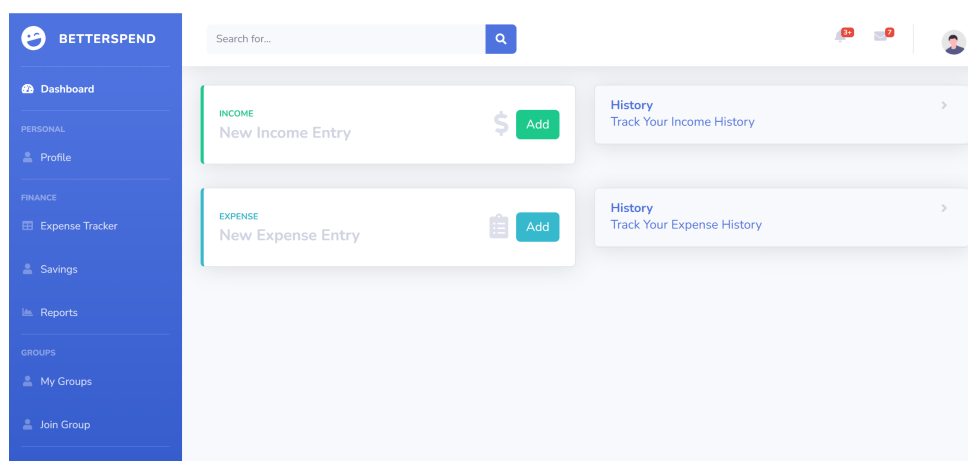 BETTERSPEND
Dashboard
PERSONAL
Profile
FINANCE
Expense Tracker
Savings
Reports
GROUPS
My Groups
Join Group
Search for...
3+
7
INCOME
New Income Entry
Add
History
Track Your Income History
EXPENSE
New Expense Entry
Add
History
Track Your Expense History